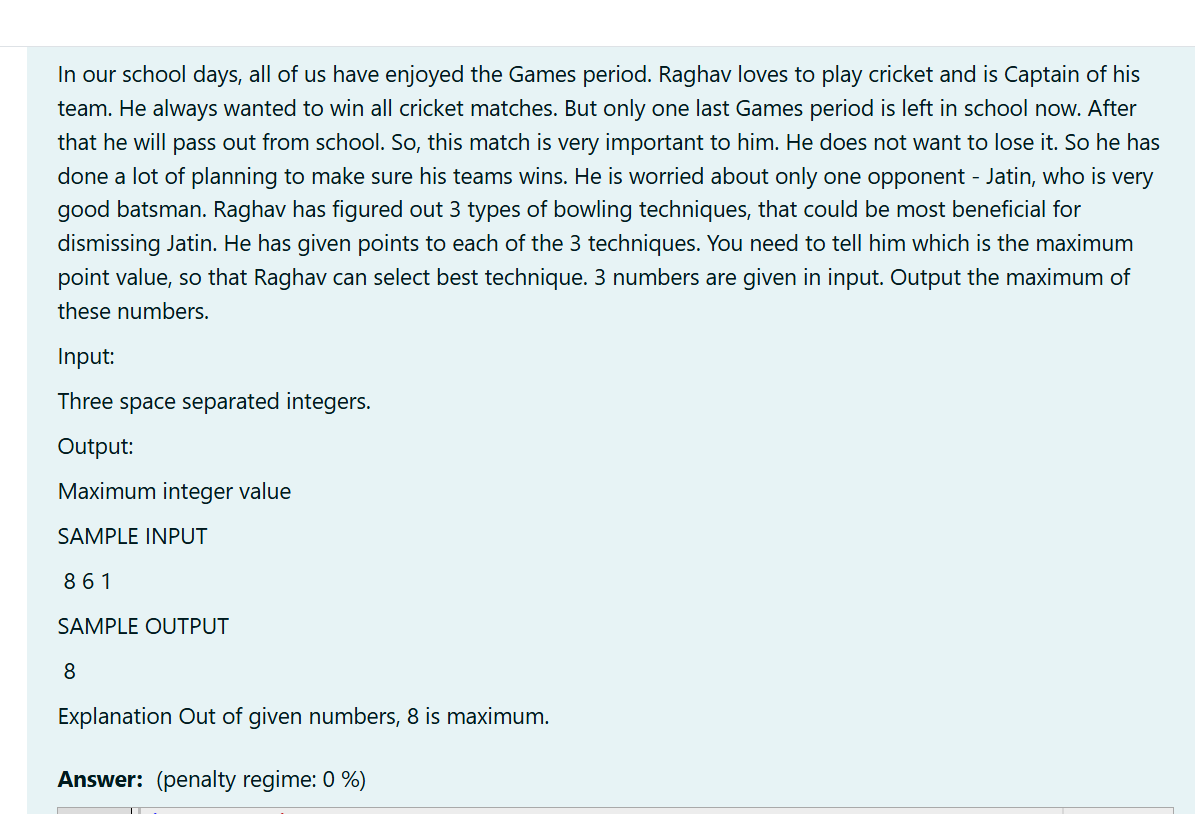 In our school days, all of us have enjoyed the Games period. Raghav loves to play cricket and is Captain of his
team. He always wanted to win all cricket matches. But only one last Games period is left in school now. After
that he will pass out from school. So, this match is very important to him. He does not want to lose it. So he has
done a lot of planning to make sure his teams wins. He is worried about only one opponent - Jatin, who is very
good batsman. Raghav has figured out 3 types of bowling techniques, that could be most beneficial for
dismissing Jatin. He has given points to each of the 3 techniques. You need to tell him which is the maximum
point value, so that Raghav can select best technique. 3 numbers are given in input. Output the maximum of
these numbers.
Input:
Three space separated integers.
Output:
Maximum integer value
SAMPLE INPUT
8 6 1
SAMPLE OUTPUT
8
Explanation Out of given numbers, 8 is maximum.
Answer: (penalty regime: 0 %)